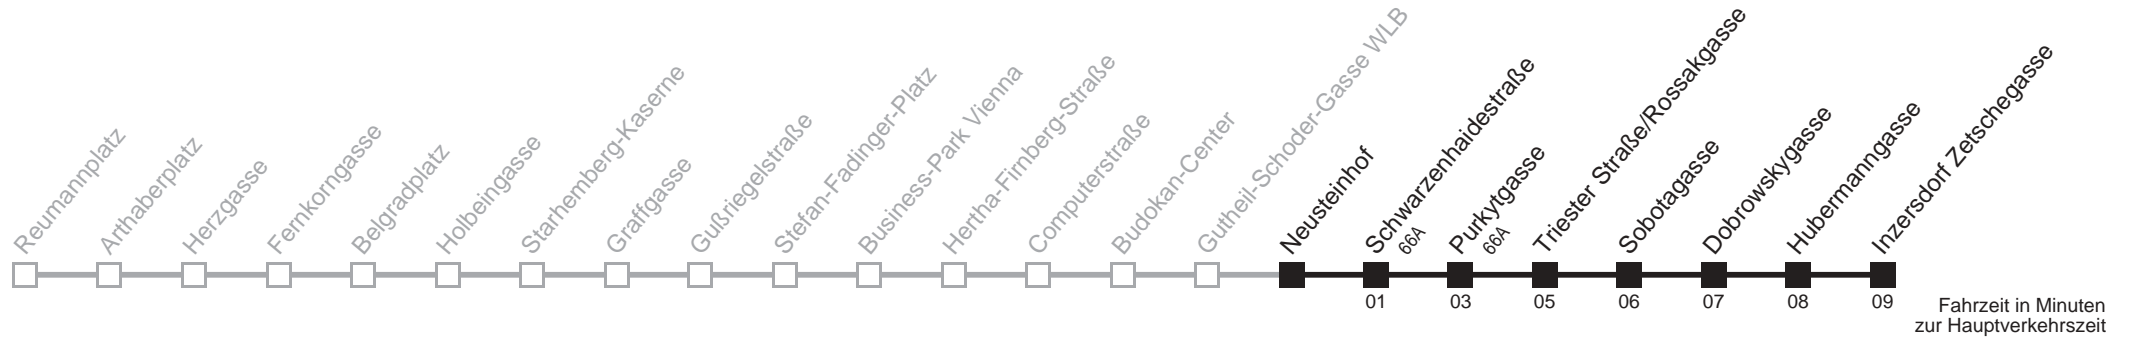 Reumannplatz
Arthaberplatz
Herzgasse
Fernkorngasse
Belgradplatz
Holbeingasse
Starhemberg-Kaserne
Graffgasse
Gußriegelstraße
Stefan-Fadinger-Platz
Business-Park Vienna
Hertha-Firnberg-Straße
Computerstraße
Budokan-Center
Gutheil-Schoder-Gasse WLB
Neusteinhof
Schwarzenhaidestraße
66A
Purkytgasse
66A
Triester Straße/Rossakgasse
Sobotagasse
Dobrowskygasse
Hubermanngasse
Inzersdorf Zetschegasse
01 03 05 06 07 08 09
Fahrzeit in Minuten
zur Hauptverkehrszeit